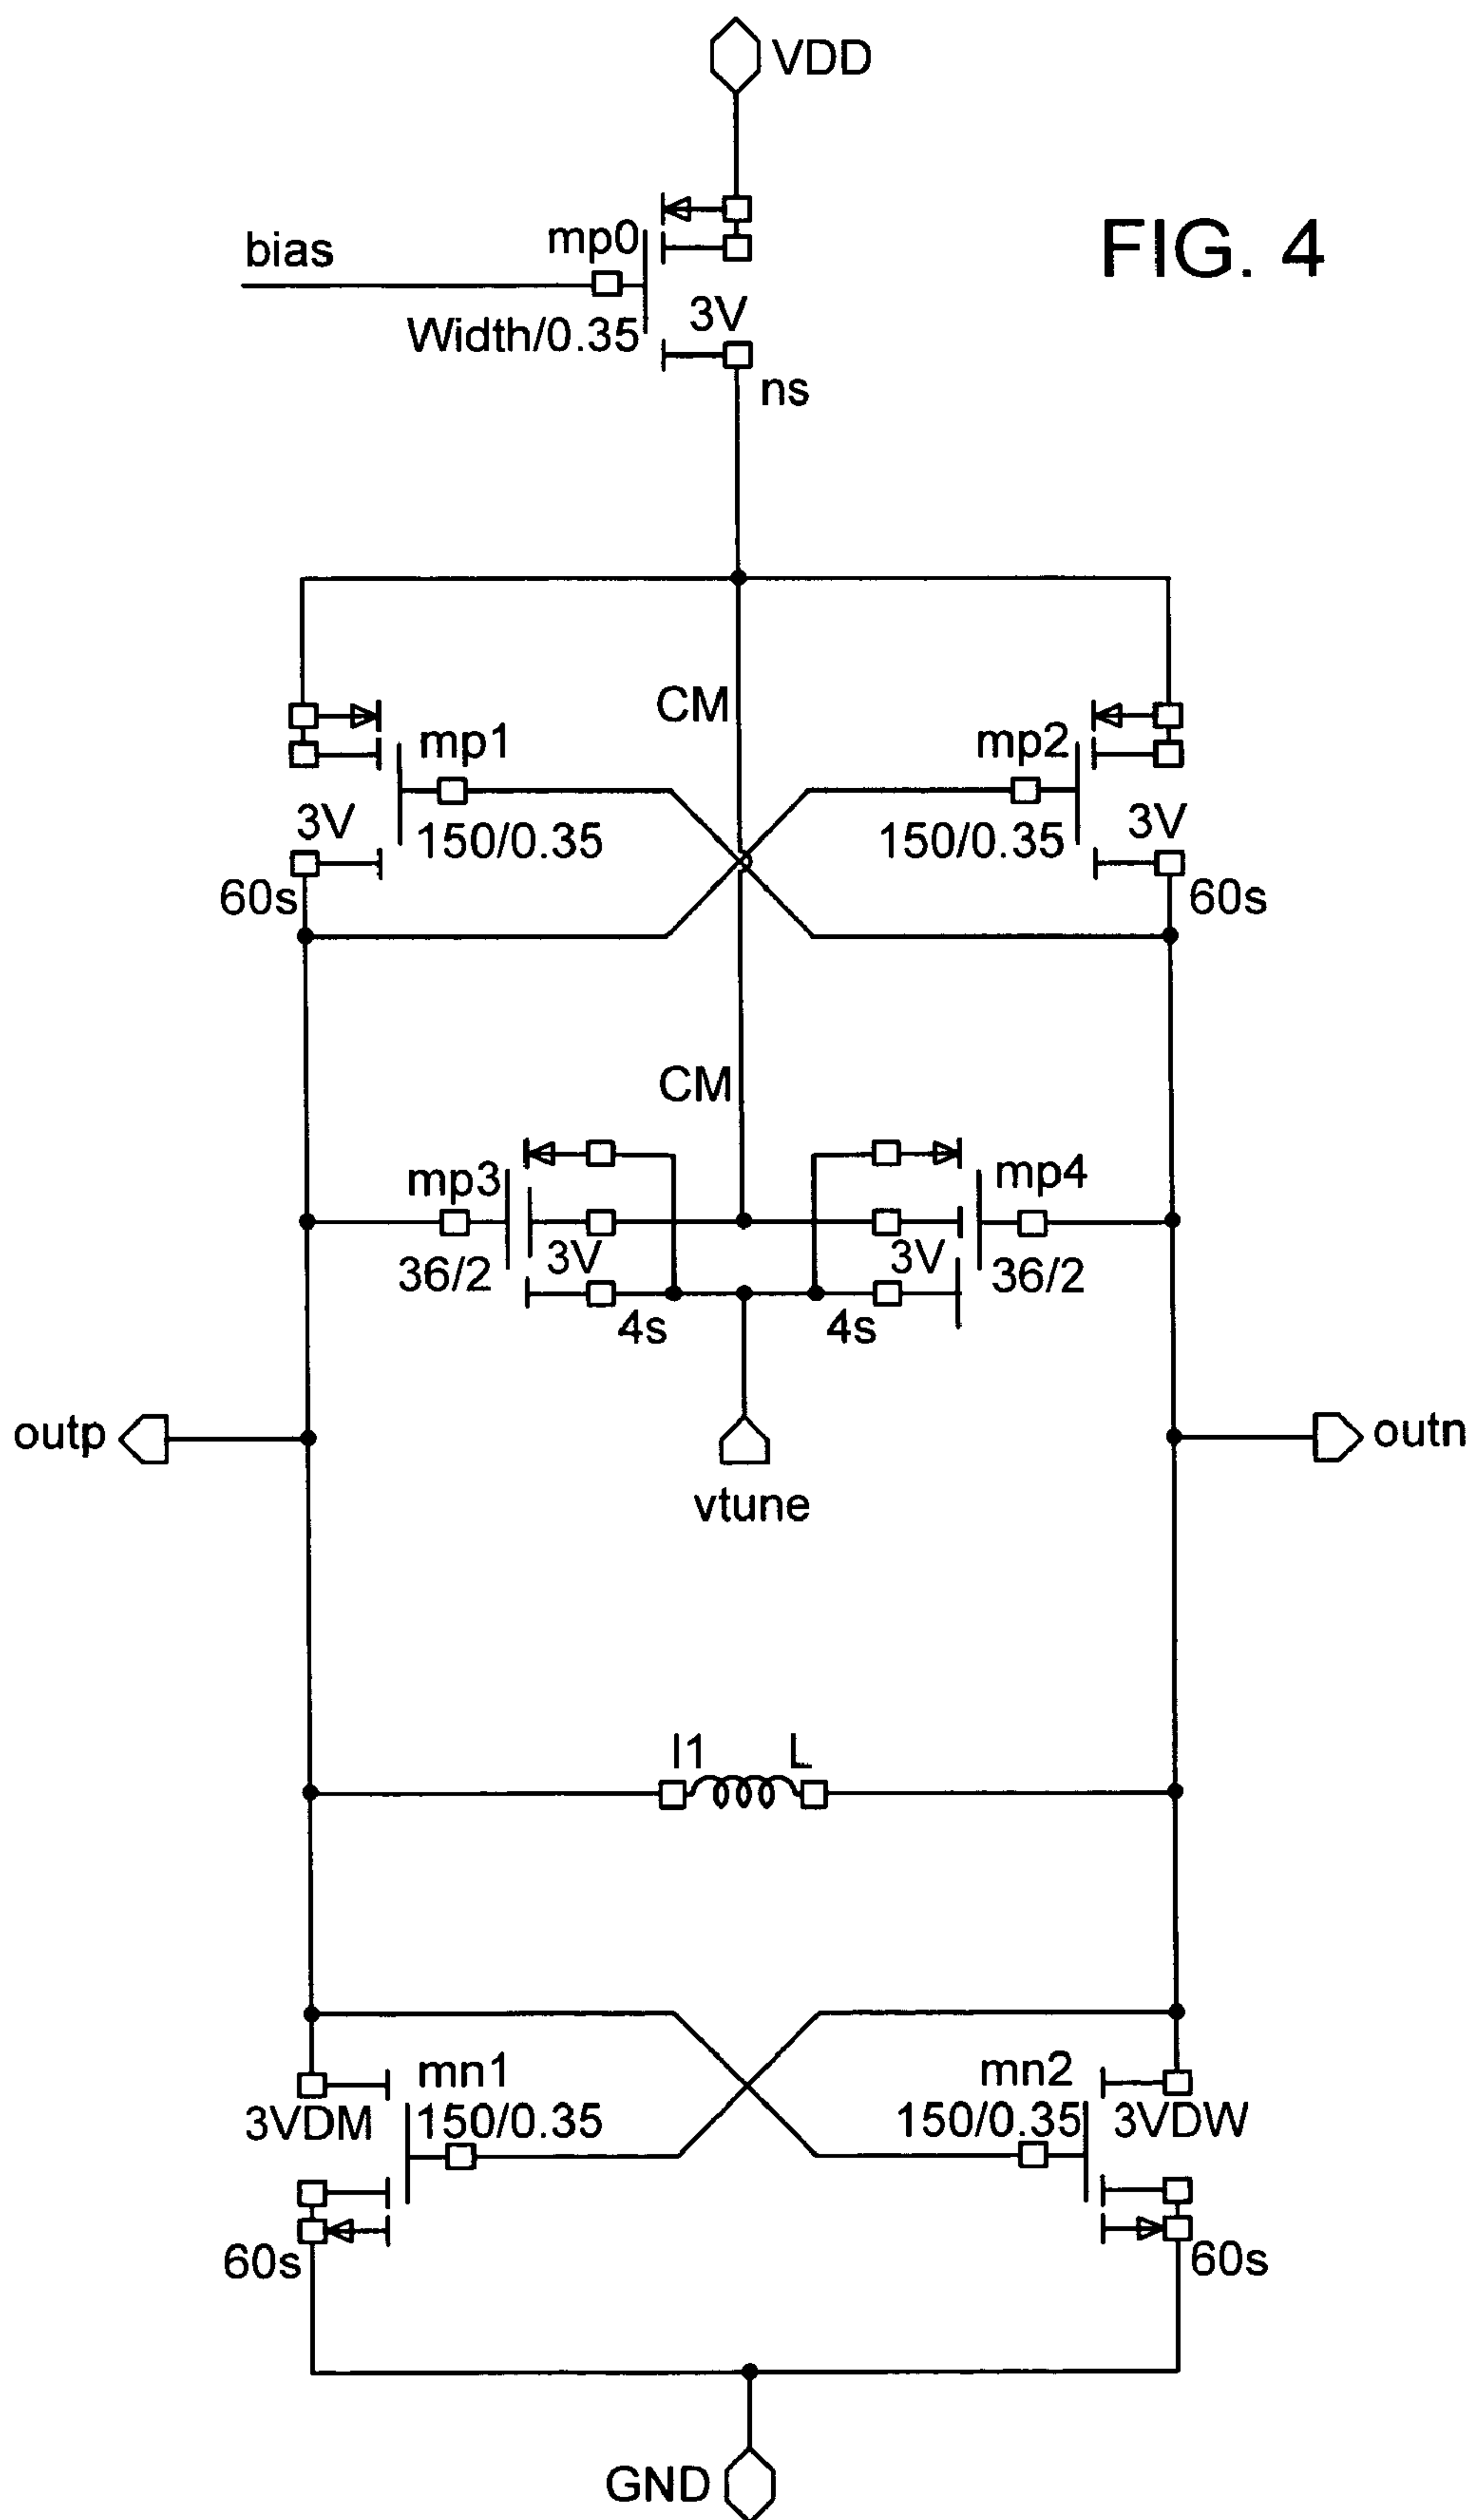 VDD
FIG. 4
bias
mp0
Width/0.35
3V
ns
CM
mp1
mp2
3V
150/0.35
150/0.35
3V
60s
60s
CM
mp3
mp4
36/2
3V
3V
36/2
4s
4s
outp
outn
vtune
l1
L
mn1
mn2
3VDM
150/0.35
150/0.35
3VDW
60s
60s
GND